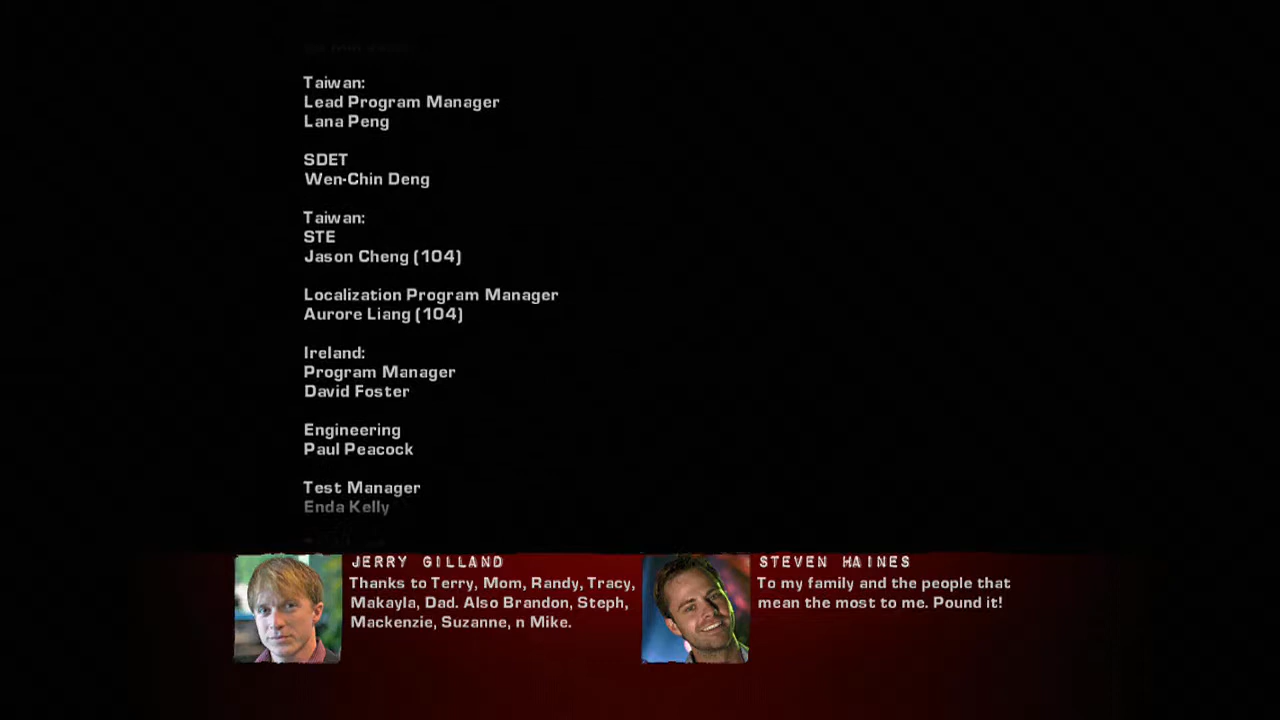 Taiwan:
Lead Program Manager
Lana Peng
SDET
Wen-Chin Deng
Taiwan:
STE
Jason Cheng (104)
Localization Program Manager
Aurore Liang (104)
Ireland:
Program Manager
David Foster
Engineering
Paul Peacock
Test Manager
Enda Kelly
JERRY GILLAND
Thanks to Terry, Mom, Randy, Tracy,
Makayla, Dad. Also Brandon, Steph,
Mackenzie, Suzanne, n Mike.
STEVEN HAINES
To my family and the people that
mean the most to me. Pound it!